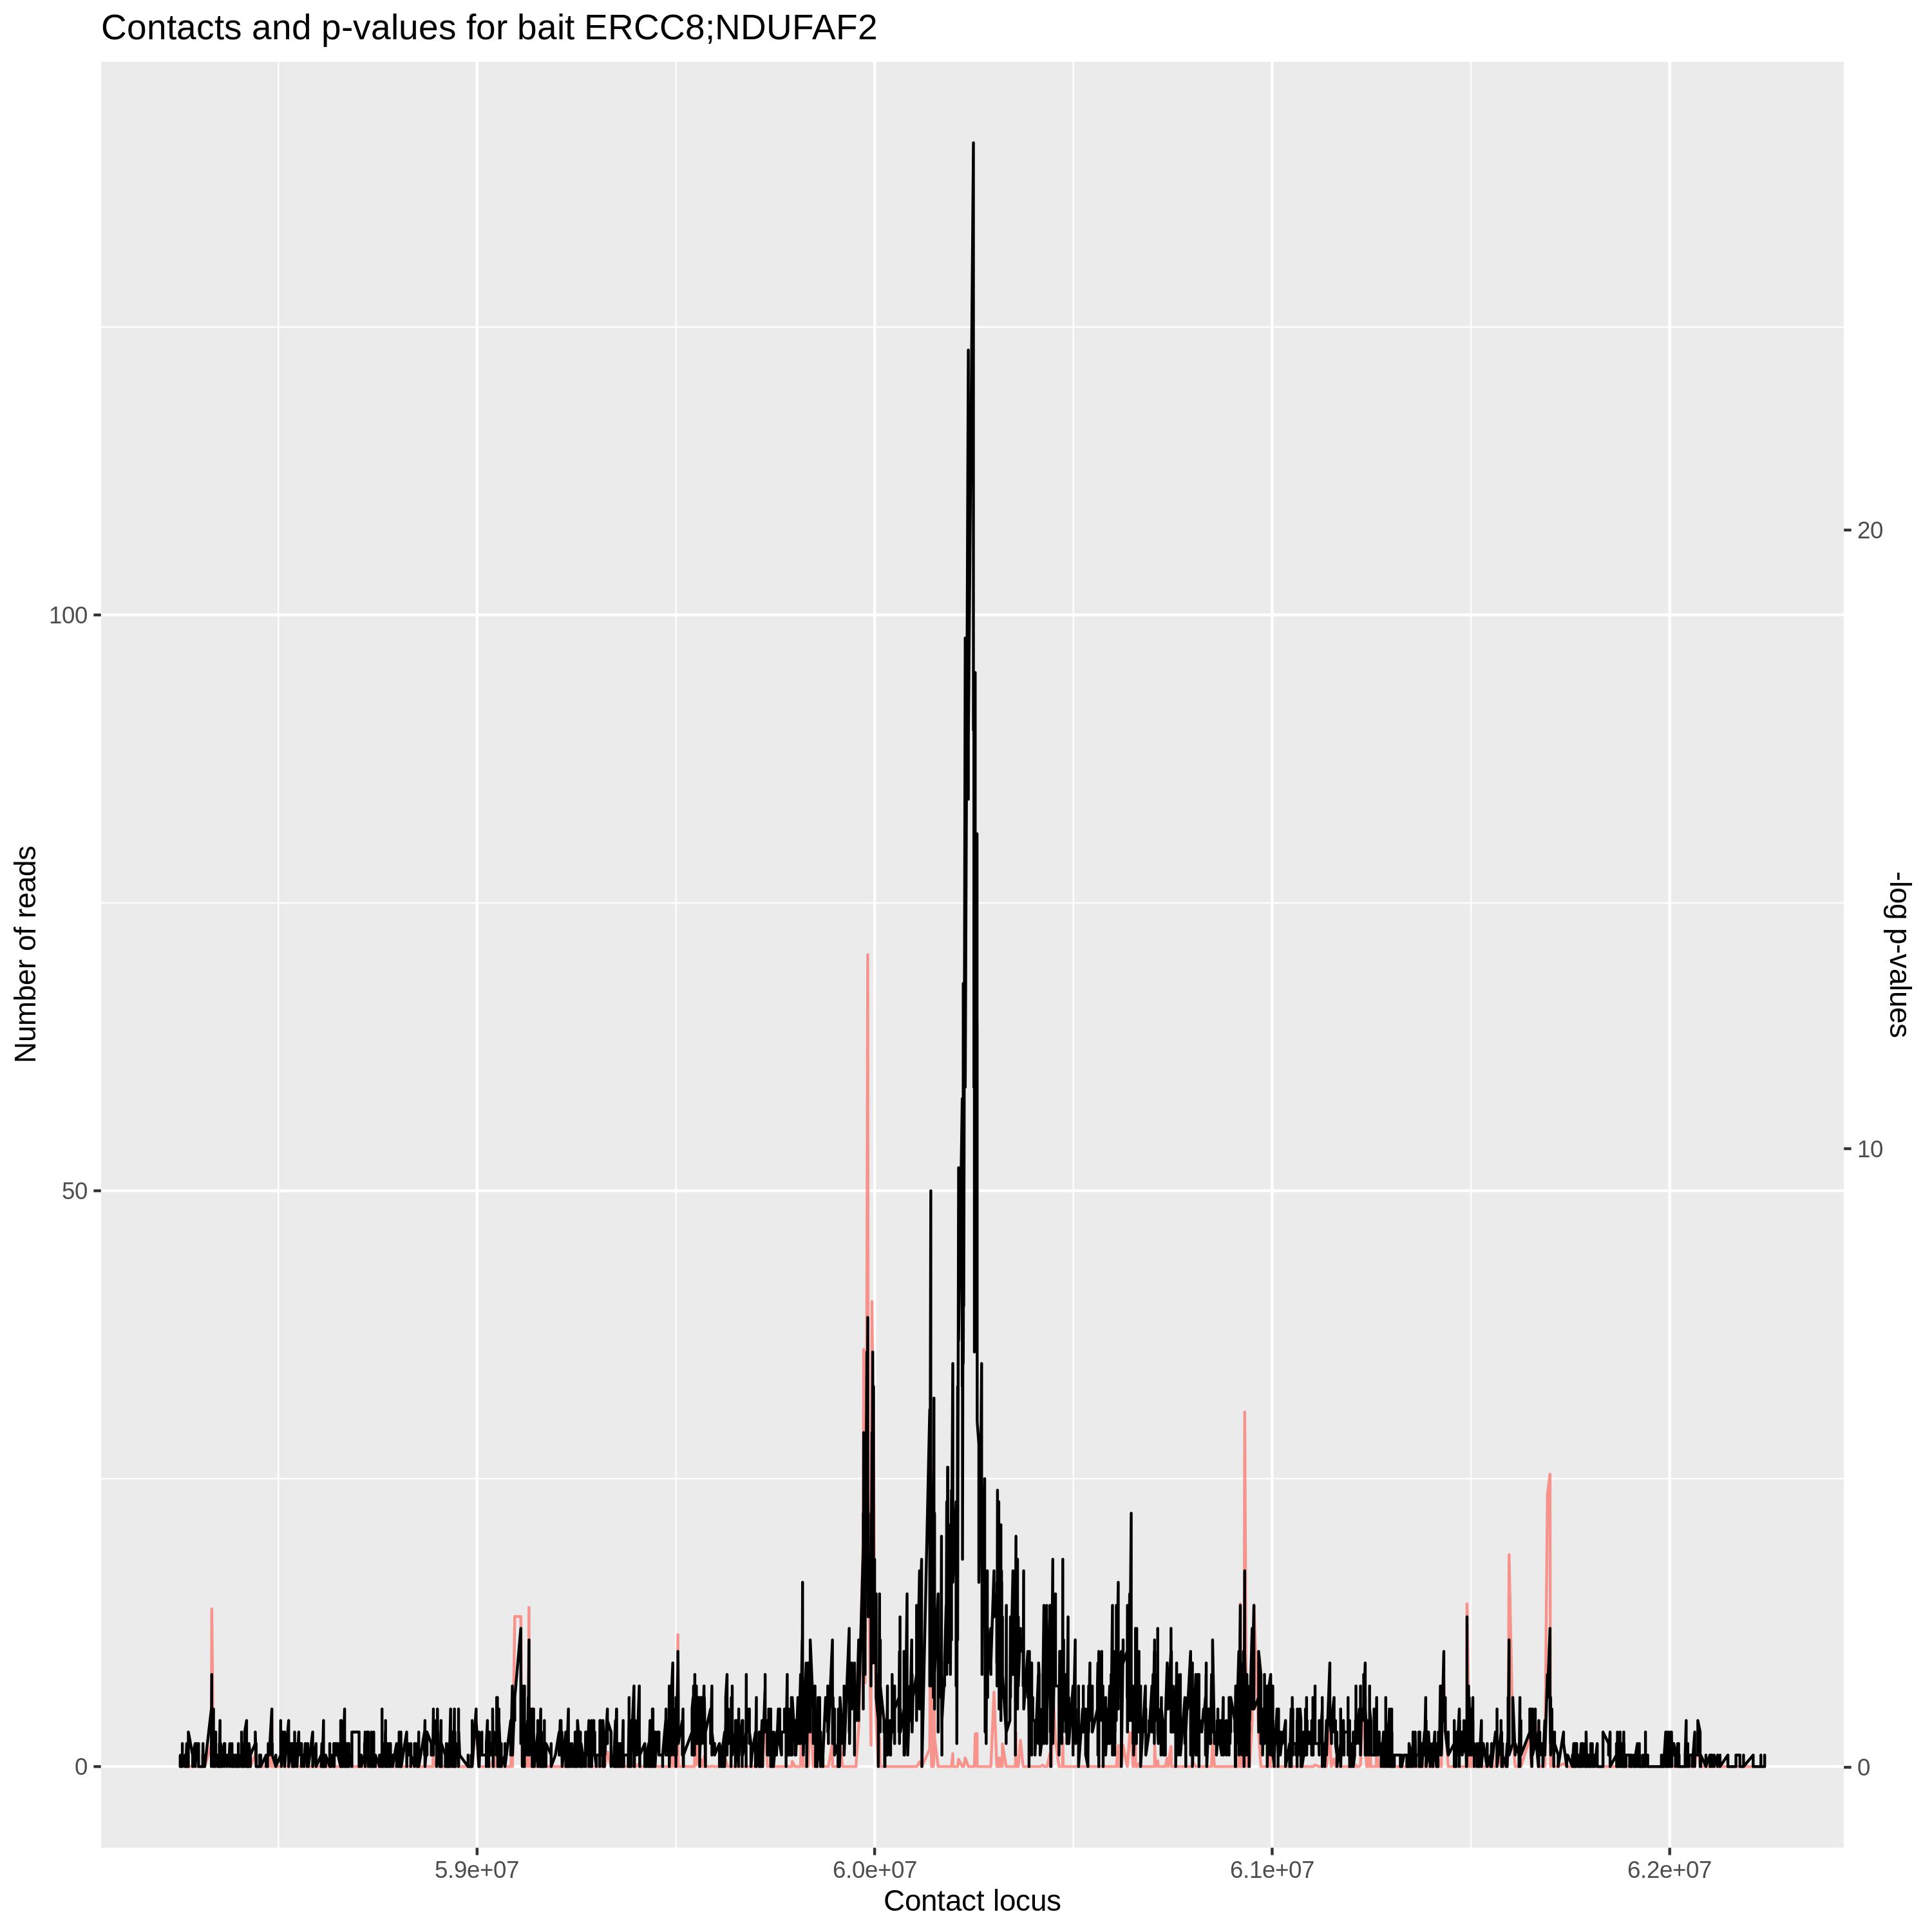 Contacts and p-values for bait ERCC8;NDUFAF2
Number of reads
100
50
0
20
10
0
-log p-values
5.9e+07
6.0e+07
6.1e+07
6.2e+07
Contact locus